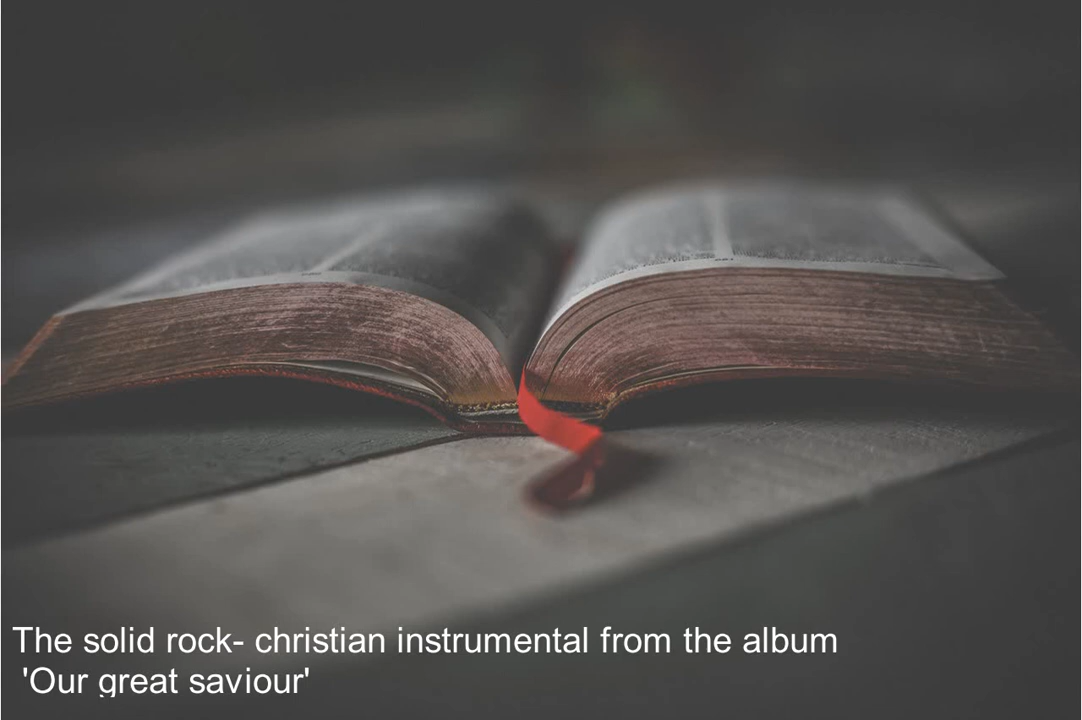 The solid rock- christian instrumental from the album
'Our great saviour'